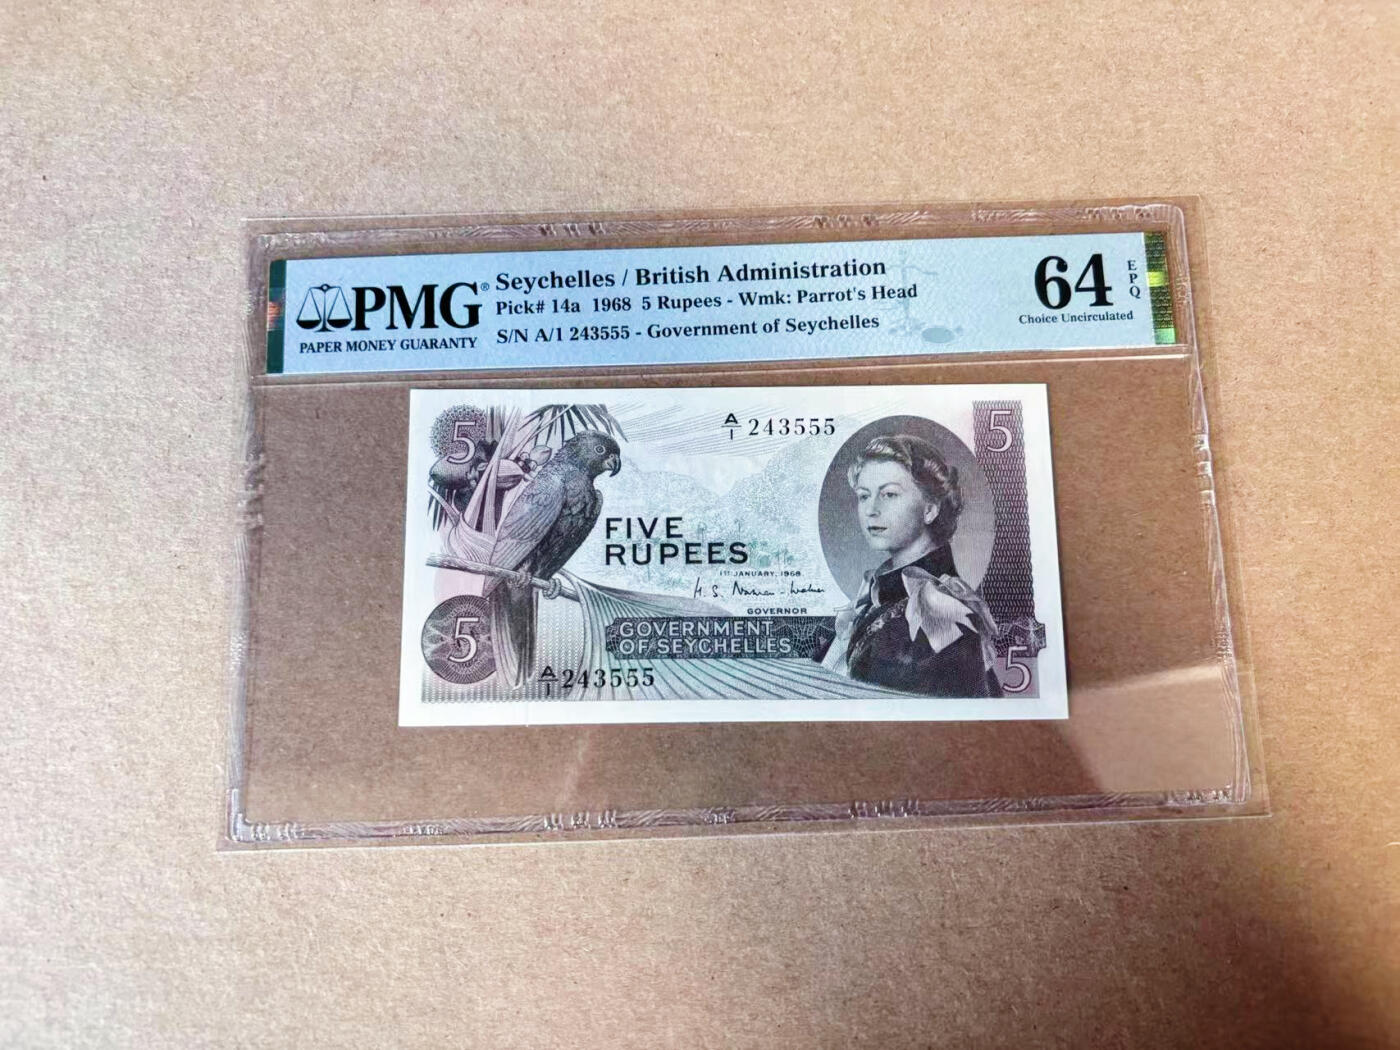 PMG®
PAPER MONEY GUARANTY
Seychelles / British Administration
Pick# 14a 1968 5 Rupees - Wmk: Parrot's Head
S/N A/1 243555 - Government of Seychelles
64
EPQ
Choice Uncirculated
5
A/1 243555
5
FIVE
RUPEES
1ST JANUARY, 1968
GOVERNOR
GOVERNMENT
OF SEYCHELLES
5
A/1 243555
5